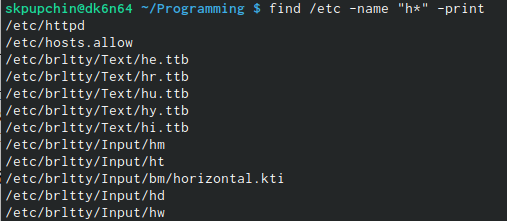 skpupchin@dk6n64 ~/Programming $ find /etc -name "h*" -print
/etc/httpd
/etc/hosts.allow
/etc/brltty/Text/he.ttb
/etc/brltty/Text/hr.ttb
/etc/brltty/Text/hu.ttb
/etc/brltty/Text/hy.ttb
/etc/brltty/Text/hi.ttb
/etc/brltty/Input/hm
/etc/brltty/Input/ht
/etc/brltty/Input/bm/horizontal.kti
/etc/brltty/Input/hd
/etc/brltty/Input/hw